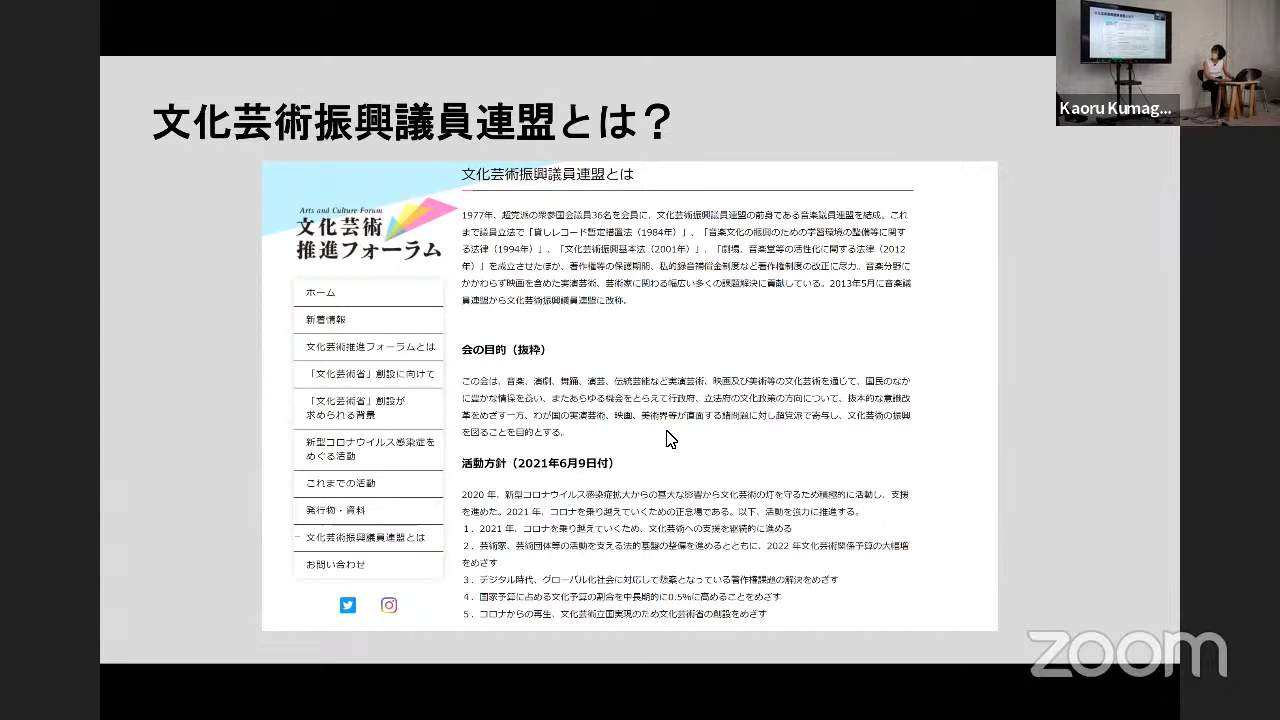 文化芸術振興議員連盟とは？
Kaoru Kumag...
Arts and Culture Forum
文化芸術
推進フォーラム
ホーム
新着情報
文化芸術推進フォーラムとは
「文化芸術省」創設に向けて
「文化芸術省」創設が
求められる背景
新型コロナウイルス感染症を
めぐる活動
これまでの活動
発行物・資料
文化芸術振興議員連盟とは
お問い合わせ
文化芸術振興議員連盟とは
1977年、超党派の衆参国会議員36名を会員に、文化芸術振興議員連盟の前身である音楽議員連盟を結成。これ
まで議員立法で「貸しレコード暫定措置法（1984年）」、「音楽文化の振興のための学習環境の整備等に関す
る法律（1994年）」、「文化芸術振興基本法（2001年）」、「劇場、音楽堂等の活性化に関する法律（2012
年）」を成立させたほか、著作権等の保護期間、私的録音補償金制度など著作権制度の改正に尽力。音楽分野に
かかわらず映画を含めた実演芸術、芸術家に関わる幅広い多くの課題解決に貢献している。2013年5月に音楽議
員連盟から文化芸術振興議員連盟に改称。
会の目的（抜粋）
この会は、音楽、演劇、舞踊、演芸、伝統芸能など実演芸術、映画及び美術等の文化芸術を通じて、国民のなか
に豊かな情操を養い、またあらゆる機会をとらえて行政府、立法府の文化政策の方向について、抜本的な意識改
革をめざす一方、わが国の実演芸術、映画、美術界等が直面する諸問題に対し超党派で寄与し、文化芸術の振興
を図ることを目的とする。
活動方針（2021年6月9日付）
2020 年、新型コロナウイルス感染症拡大からの甚大な影響から文化芸術の灯を守るため積極的に活動し、支援
を進めた。2021 年、コロナを乗り越えていくための正念場である。以下、活動を強力に推進する。
１．2021 年、コロナを乗り越えていくため、文化芸術への支援を継続的に進める
２．芸術家、芸術団体等の活動を支える法的基盤の整備を進めるとともに、2022 年文化芸術関係予算の大幅増
をめざす
３．デジタル時代、グローバル化社会に対応して懸案となっている著作権課題の解決をめざす
４．国家予算に占める文化予算の割合を中長期的に0.5%に高めることをめざす
５．コロナからの再生、文化芸術立国実現のため文化芸術省の創設をめざす
zoom